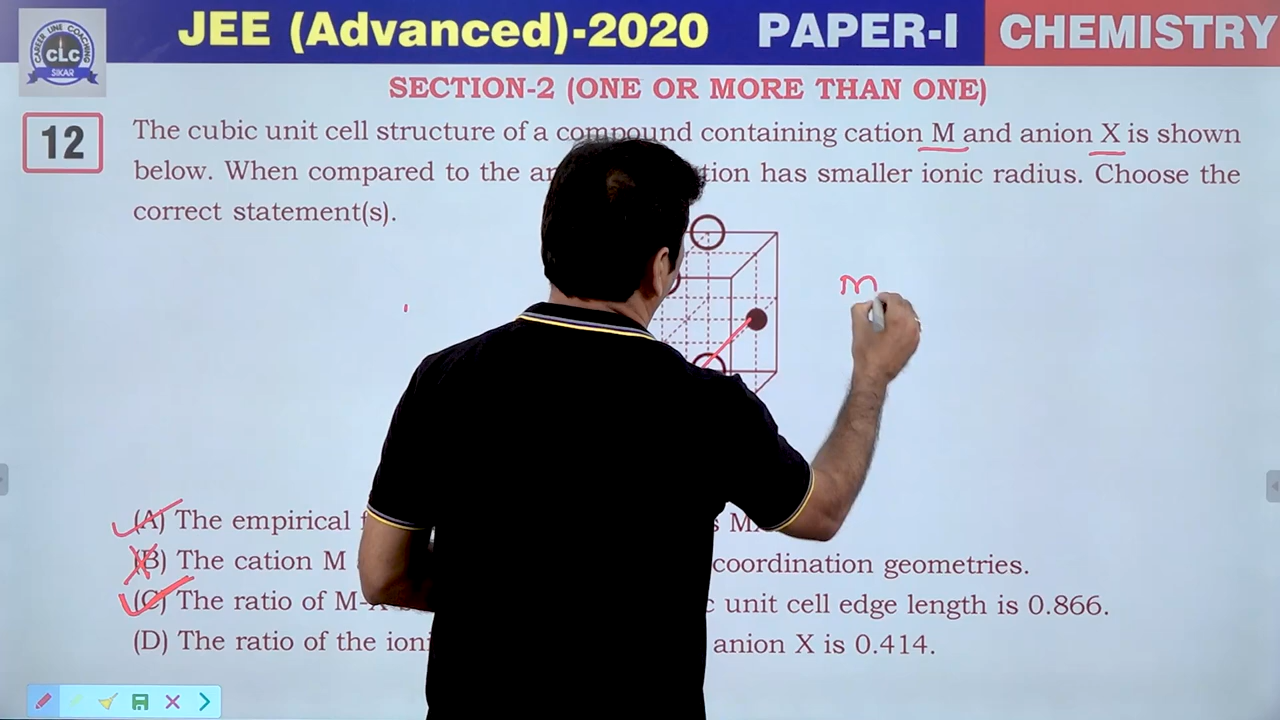 CAREER LINE COACHING
CLC
SIKAR
JEE (Advanced)-2020 PAPER-I CHEMISTRY
SECTION-2 (ONE OR MORE THAN ONE)
12
The cubic unit cell structure of a compound containing cation M and anion X is shown
below. When compared to the an tion has smaller ionic radius. Choose the
correct statement(s).
m
(A) The empirical f s MX
(B) The cation M coordination geometries.
(C) The ratio of M-X b c unit cell edge length is 0.866.
(D) The ratio of the ioni anion X is 0.414.